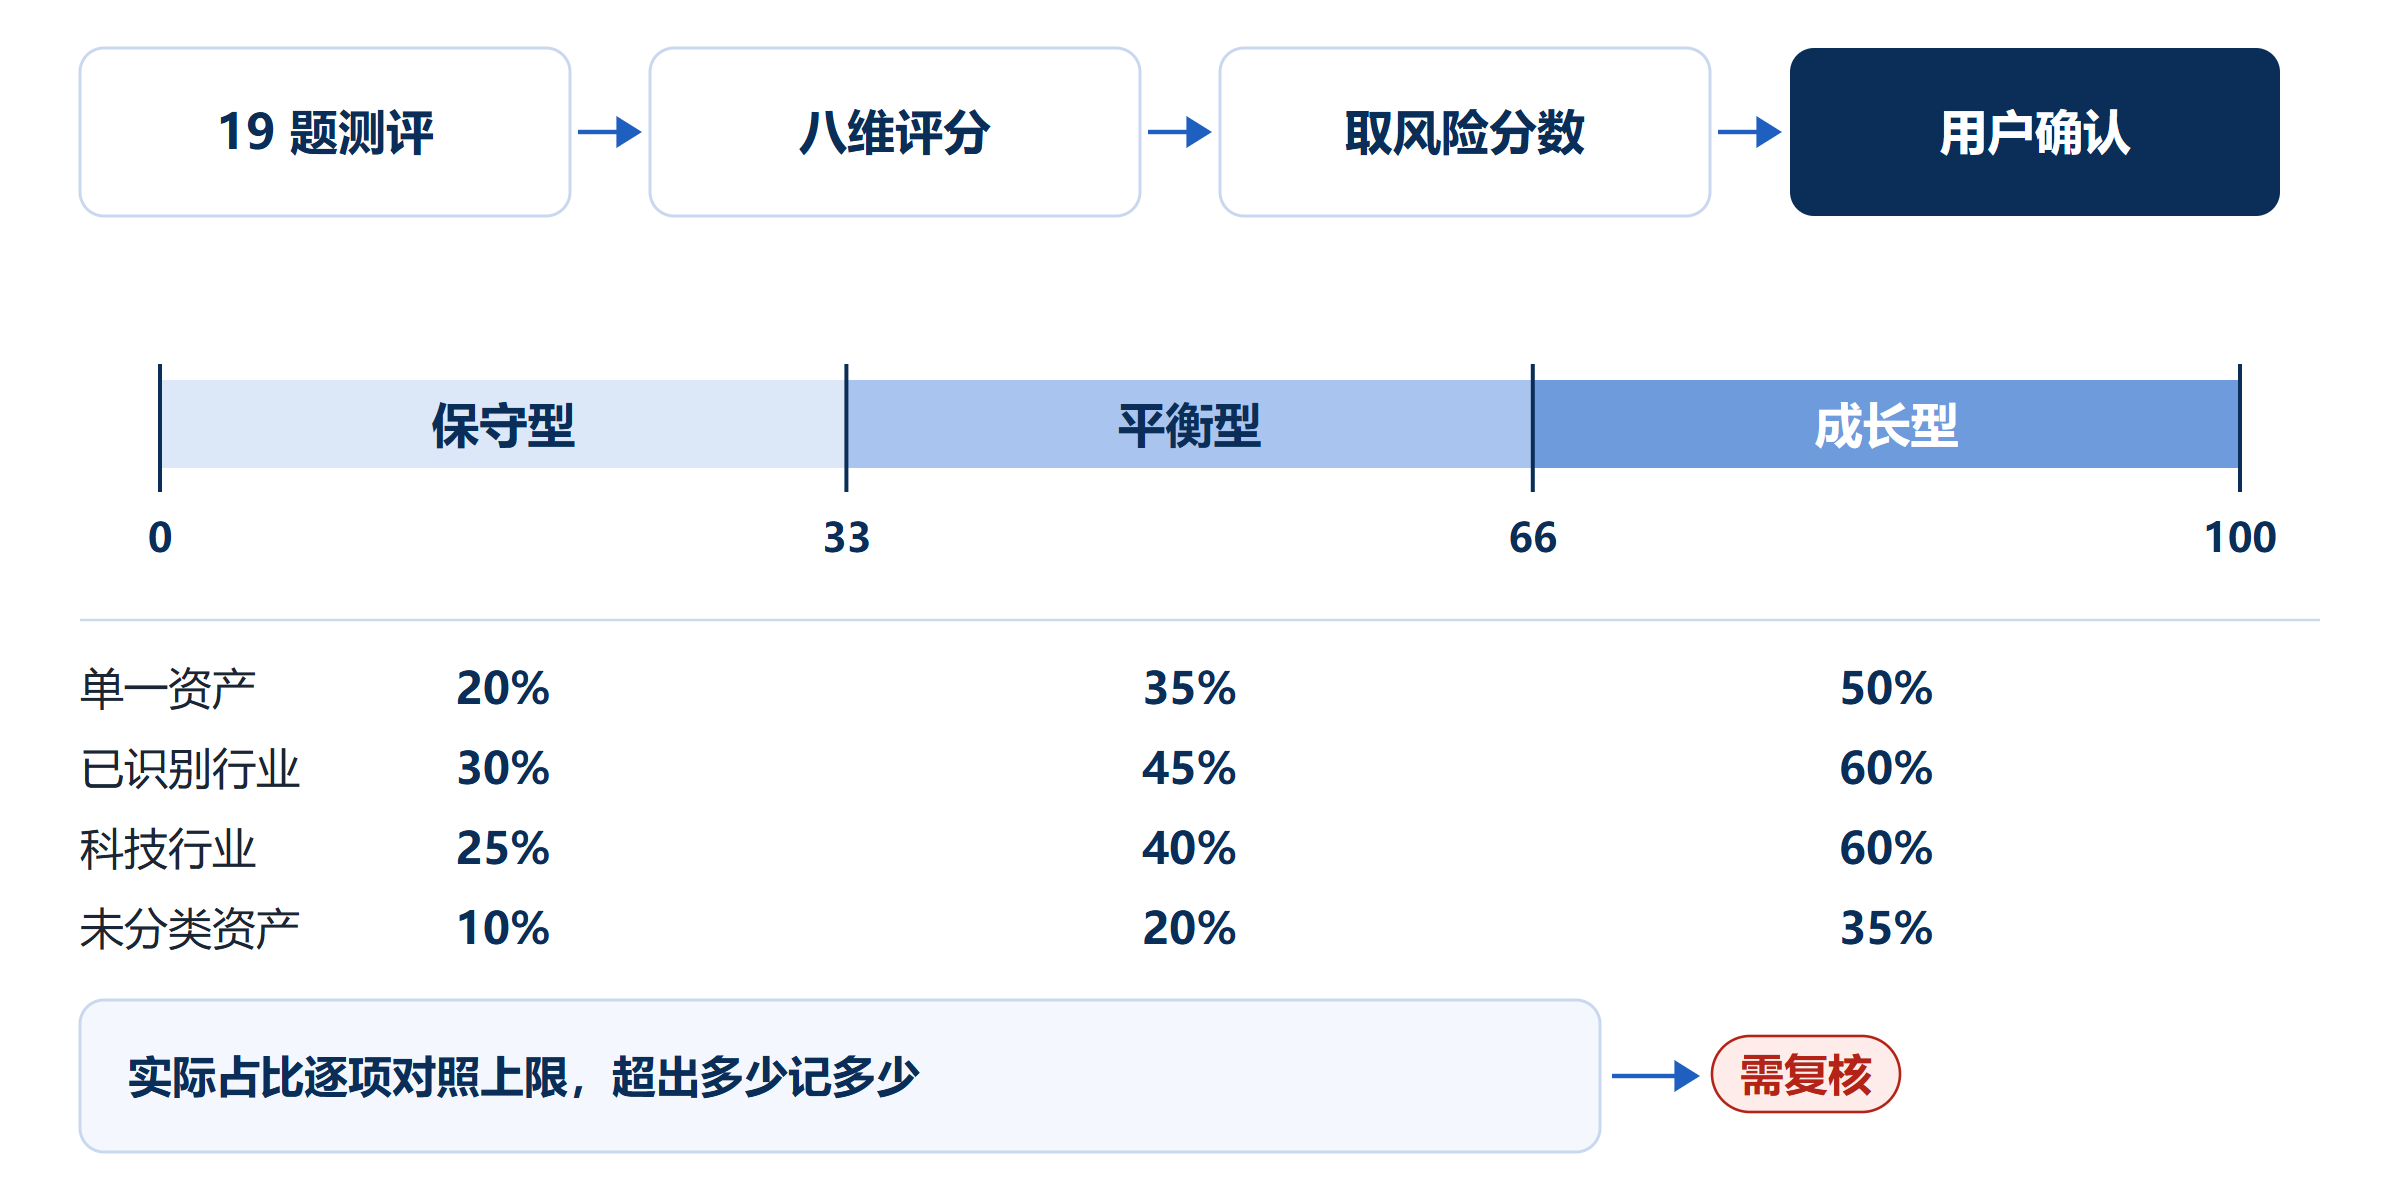 19 题测评 八维评分 取风险分数 用户确认
保守型 平衡型 成长型
0 33 66 100
单一资产 20% 35% 50%
已识别行业 30% 45% 60%
科技行业 25% 40% 60%
未分类资产 10% 20% 35%
实际占比逐项对照上限，超出多少记多少 需复核